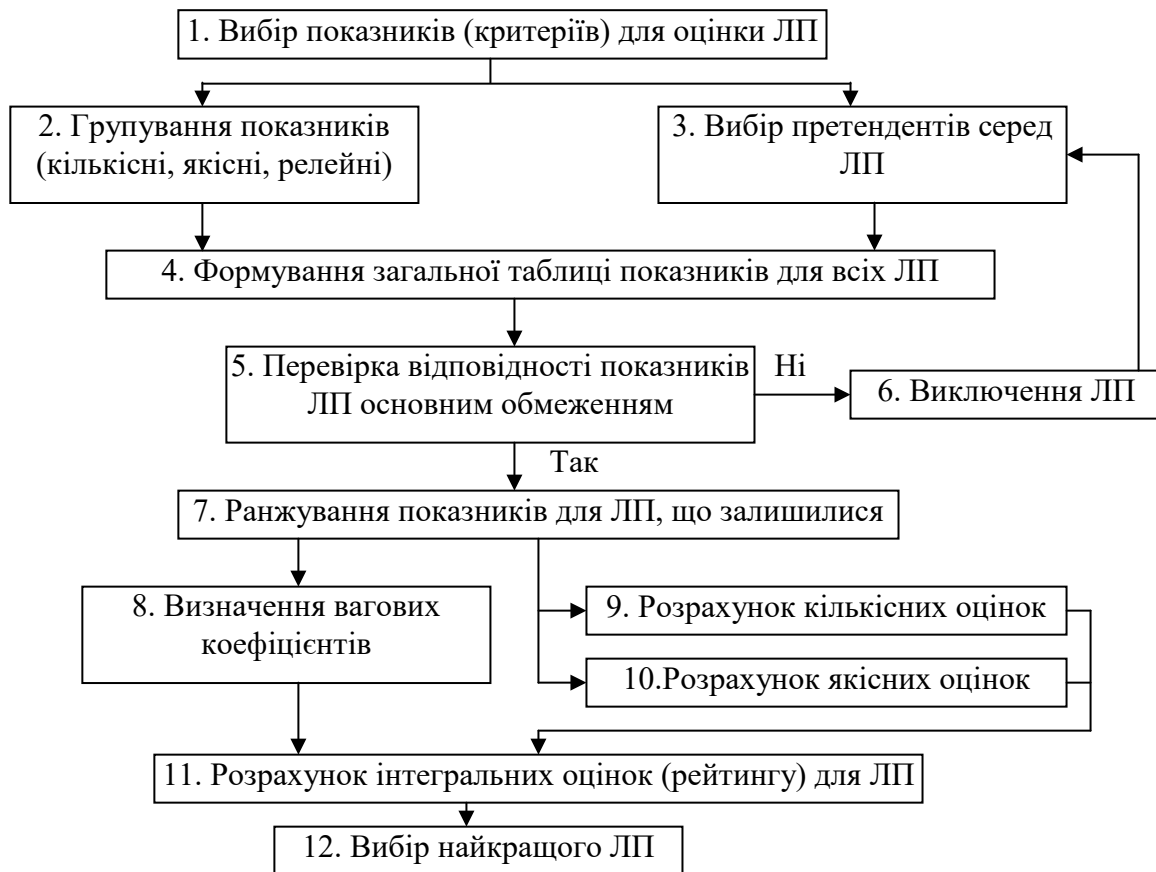 1. Вибір показників (критеріїв) для оцінки ЛП
2. Групування показників
(кількісні, якісні, релейні)
3. Вибір претендентів серед
ЛП
4. Формування загальної таблиці показників для всіх ЛП
5. Перевірка відповідності показників
ЛП основним обмеженням
Ні
6. Виключення ЛП
Так
7. Ранжування показників для ЛП, що залишилися
8. Визначення вагових
коефіцієнтів
9. Розрахунок кількісних оцінок
10.Розрахунок якісних оцінок
11. Розрахунок інтегральних оцінок (рейтингу) для ЛП
12. Вибір найкращого ЛП